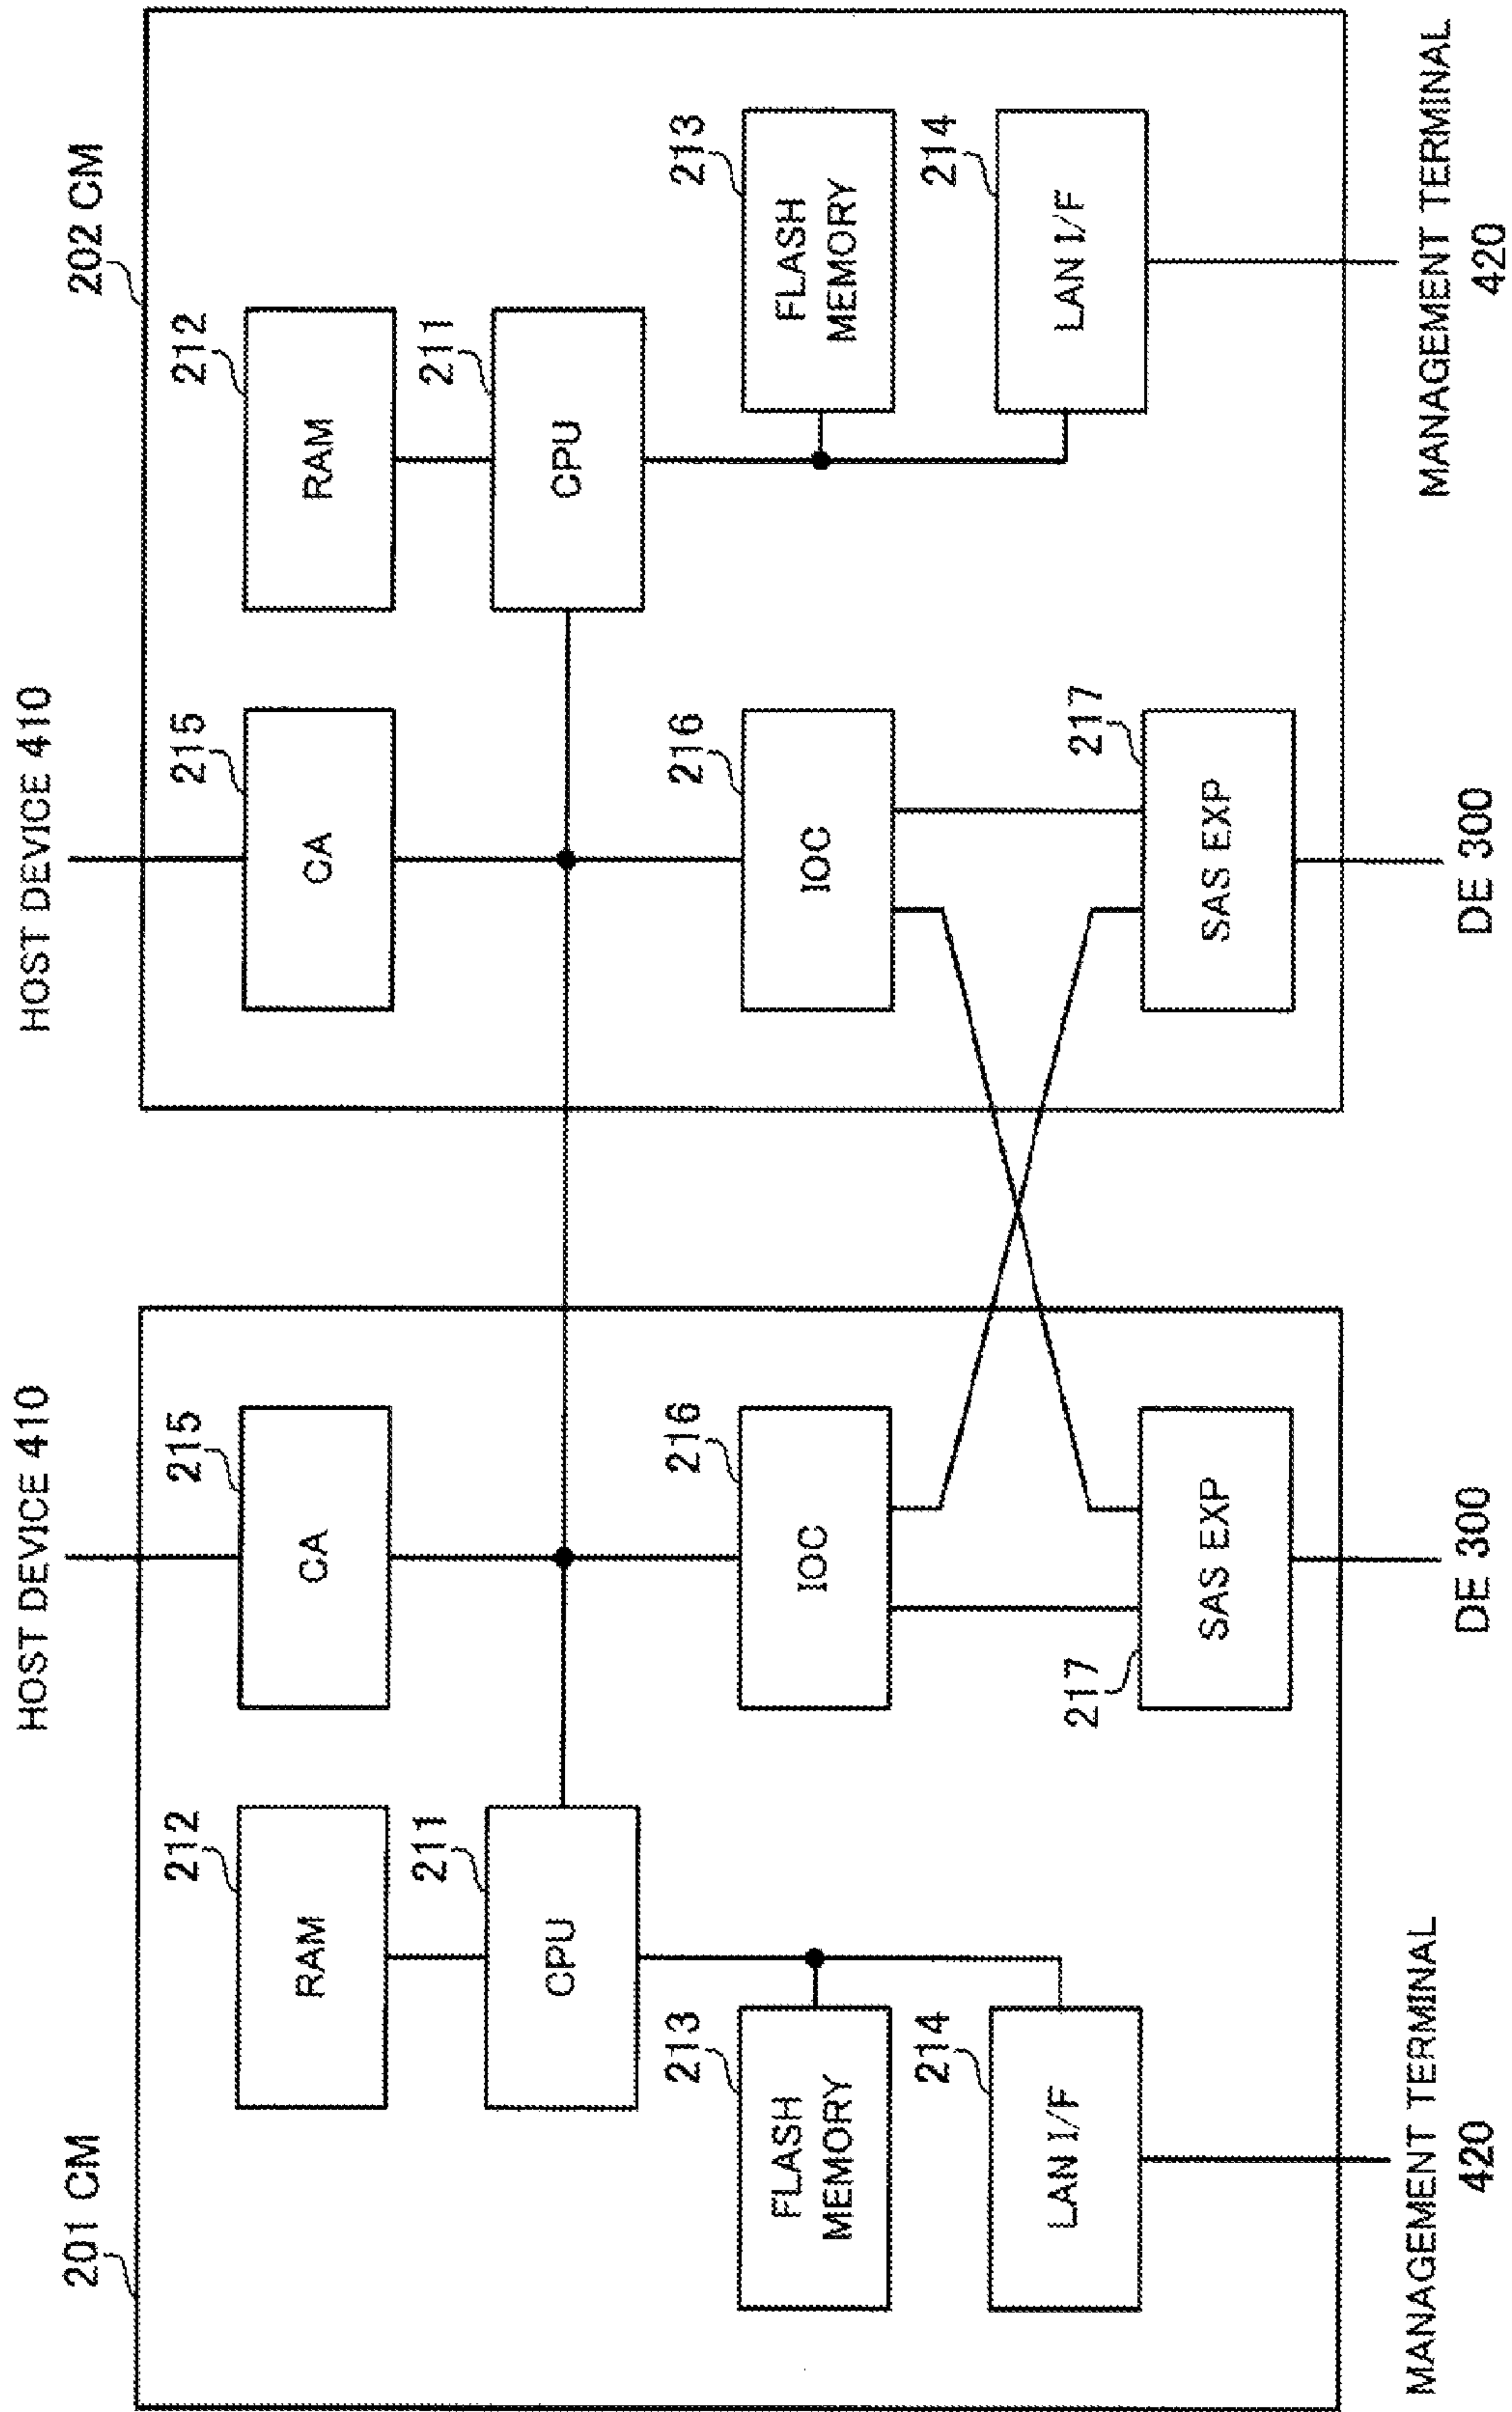 HOST DEVICE 410
HOST DEVICE 410
201 CM
202 CM
212
RAM
215
CA
215
CA
212
RAM
211
CPU
211
CPU
213
FLASH
MEMORY
216
IOC
216
IOC
213
FLASH
MEMORY
214
LAN I/F
217
SAS EXP
217
SAS EXP
214
LAN I/F
MANAGEMENT TERMINAL
420
DE 300
DE 300
MANAGEMENT TERMINAL
420